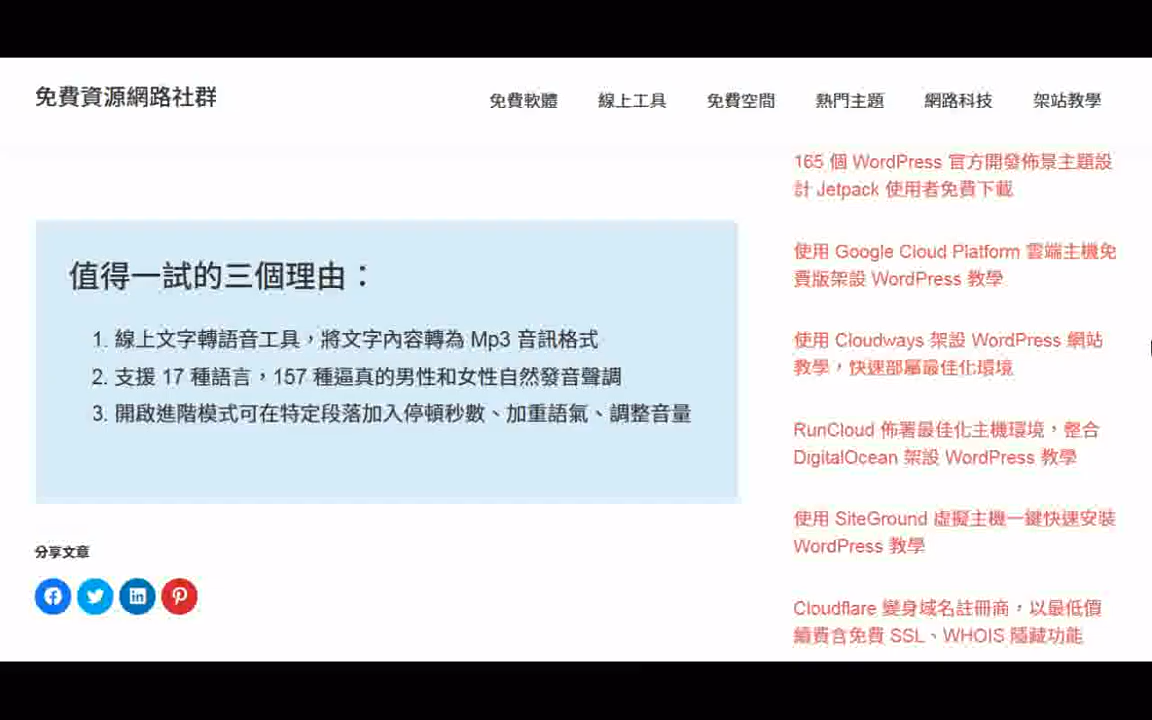 免費資源網路社群
免費軟體 線上工具 免費空間 熱門主題 網路科技 架站教學
值得一試的三個理由：
1. 線上文字轉語音工具，將文字內容轉為 Mp3 音訊格式
2. 支援 17 種語言，157 種逼真的男性和女性自然發音聲調
3. 開啟進階模式可在特定段落加入停頓秒數、加重語氣、調整音量
分享文章
165 個 WordPress 官方開發佈景主題設
計 Jetpack 使用者免費下載
使用 Google Cloud Platform 雲端主機免
費版架設 WordPress 教學
使用 Cloudways 架設 WordPress 網站
教學，快速部屬最佳化環境
RunCloud 佈署最佳化主機環境，整合
DigitalOcean 架設 WordPress 教學
使用 SiteGround 虛擬主機一鍵快速安裝
WordPress 教學
Cloudflare 變身域名註冊商，以最低價
續費含免費 SSL、WHOIS 隱藏功能